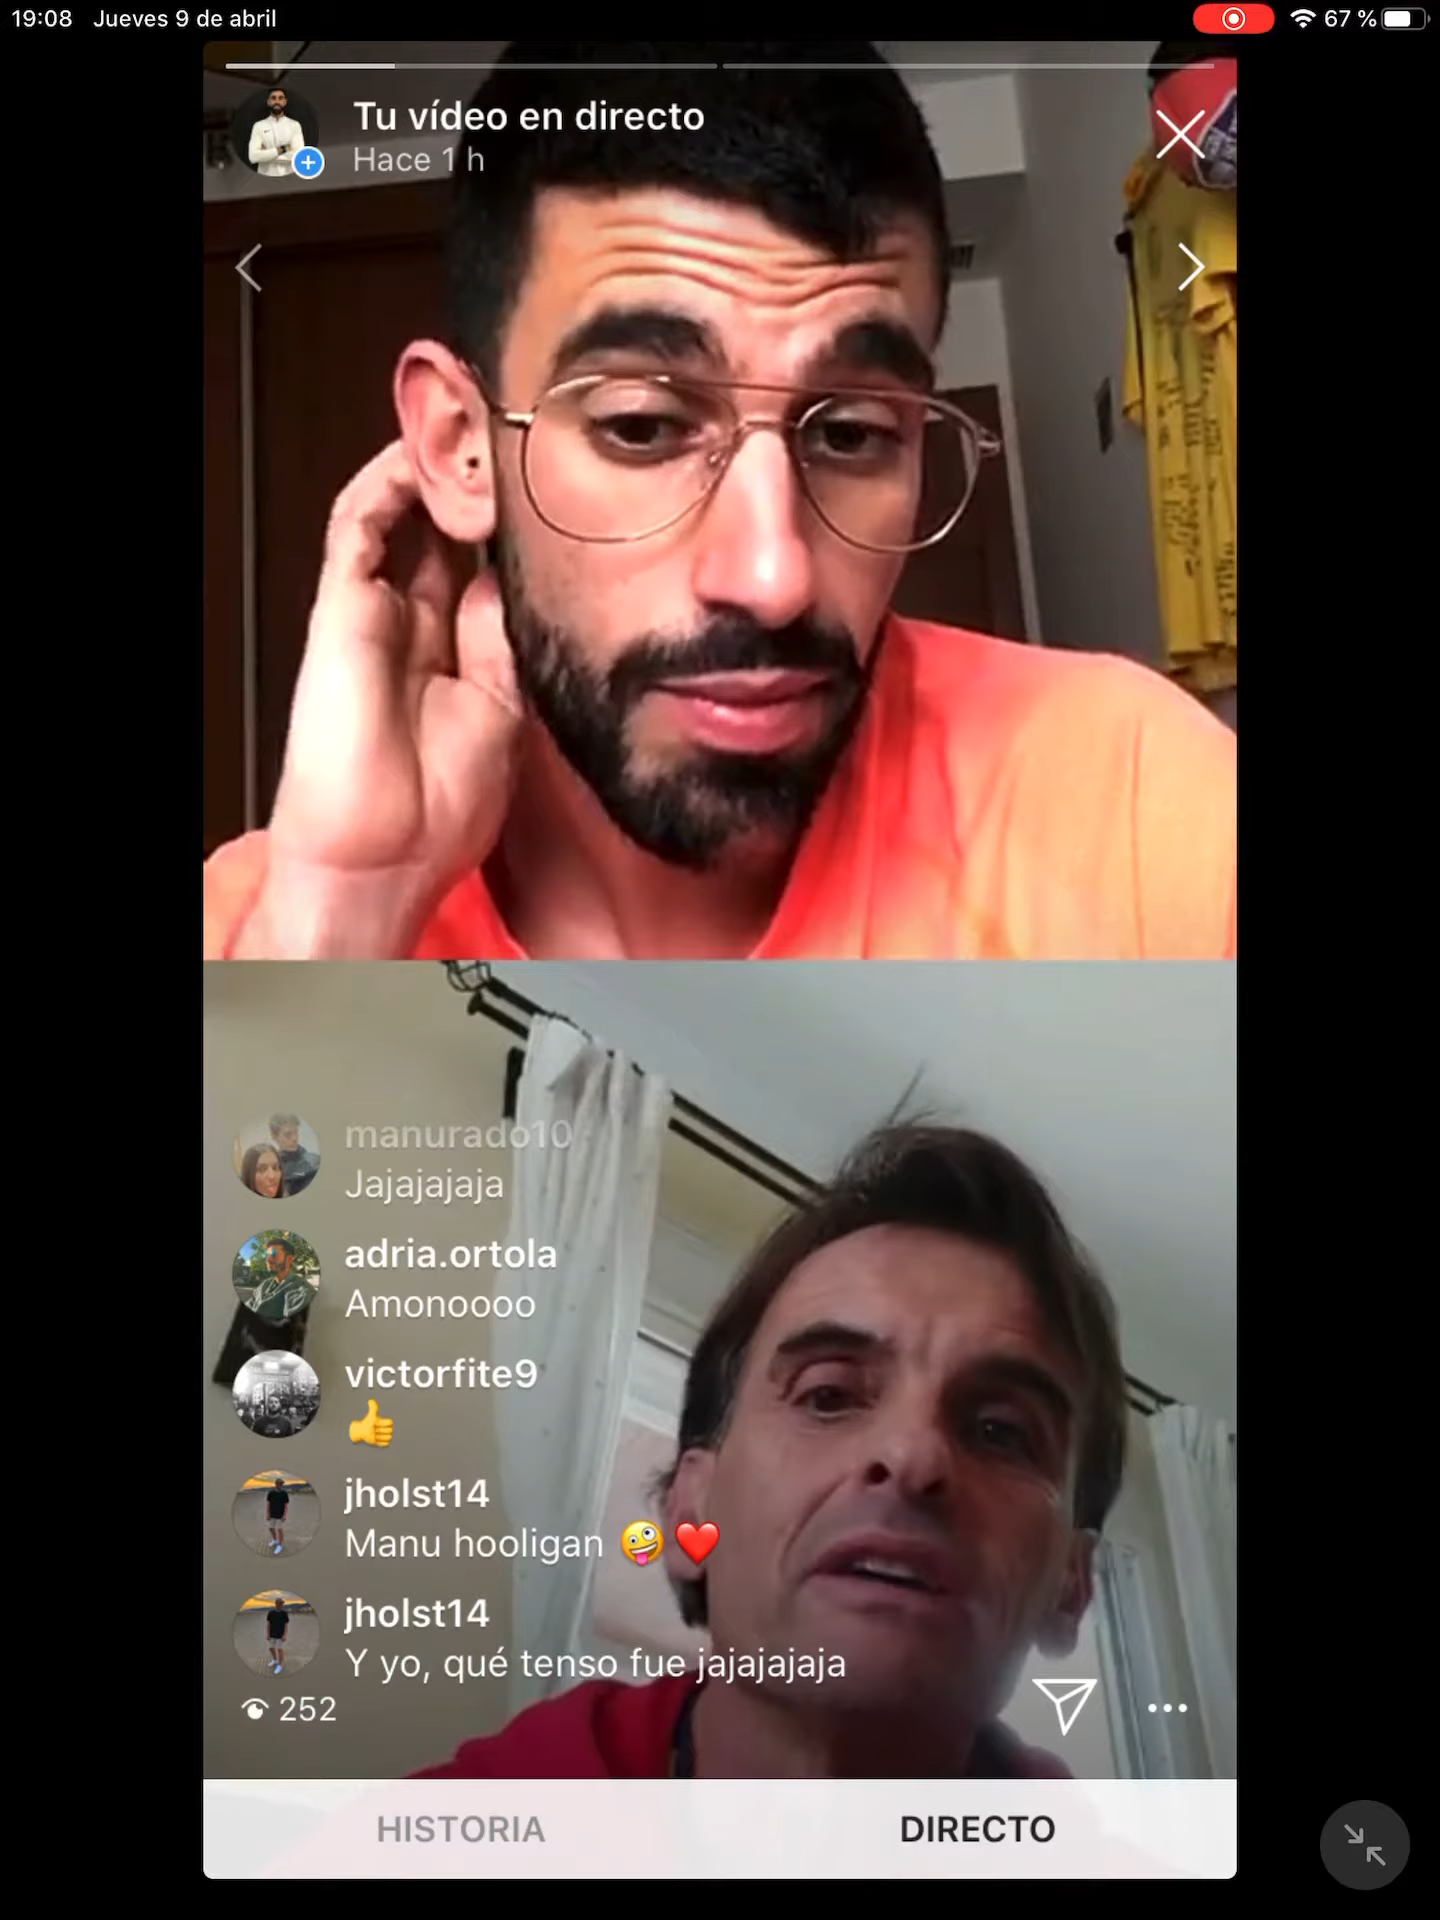 19:08 Jueves 9 de abril
67 %
Tu vídeo en directo
Hace 1 h
manurado10
Jajajajaja
adria.ortola
Amonoooo
victorfite9
👍
jholst14
Manu hooligan 🤪❤️
jholst14
Y yo, qué tenso fue jajajajaja
252
HISTORIA
DIRECTO